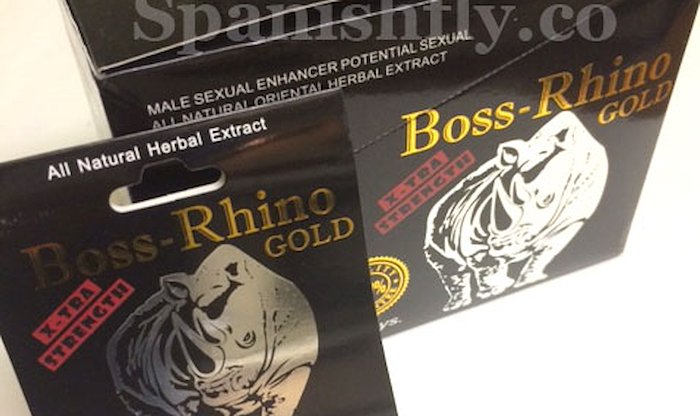 Spanishfly.co
MALE SEXUAL ENHANCER POTENTIAL SEXUAL
ALL NATURAL ORIENTAL HERBAL EXTRACT
Boss-Rhino
GOLD
X-TRA
STRENGTH
All Natural Herbal Extract
Boss-Rhino
GOLD
X-TRA
STRENGTH